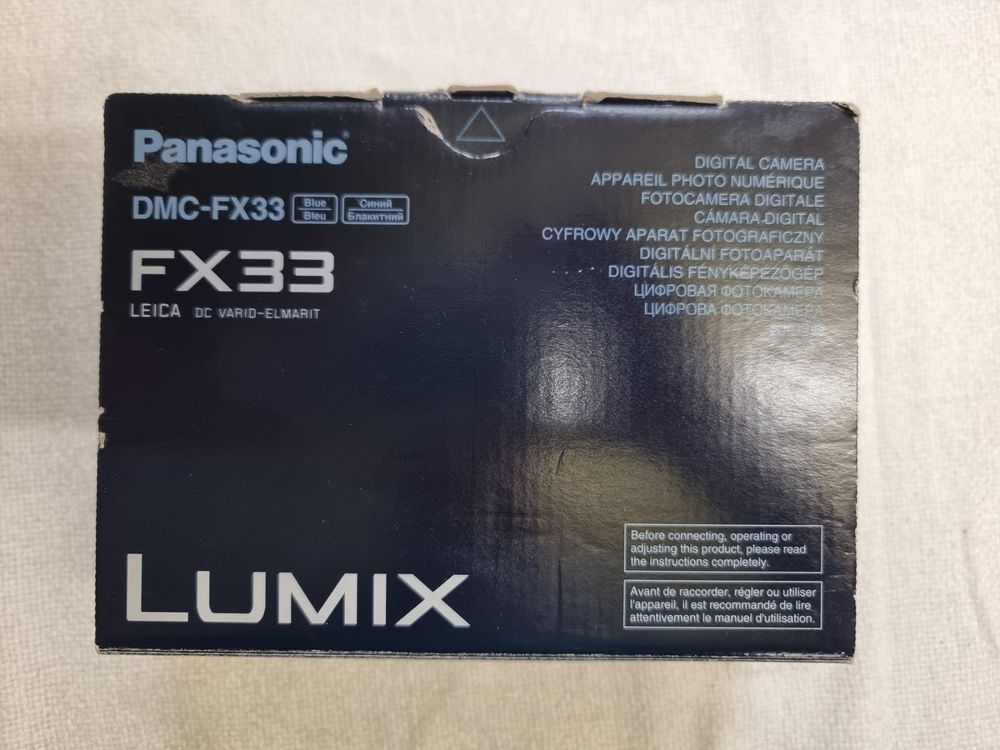 Panasonic
DMC-FX33 Blue Bleu Синий Блакитний
FX33
LEICA DC VARIO-ELMARIT
DIGITAL CAMERA
APPAREIL PHOTO NUMÉRIQUE
FOTOCAMERA DIGITALE
CÁMARA DIGITAL
CYFROWY APARAT FOTOGRAFICZNY
DIGITÁLNÍ FOTOAPARÁT
DIGITÁLIS FÉNYKÉPEZŐGÉP
ЦИФРОВАЯ ФОТОКАМЕРА
ЦИФРОВА ФОТОКАМЕРА
LUMIX
Before connecting, operating or
adjusting this product, please read
the instructions completely.
Avant de raccorder, régler ou utiliser
l'appareil, il est recommandé de lire
attentivement le manuel d'utilisation.